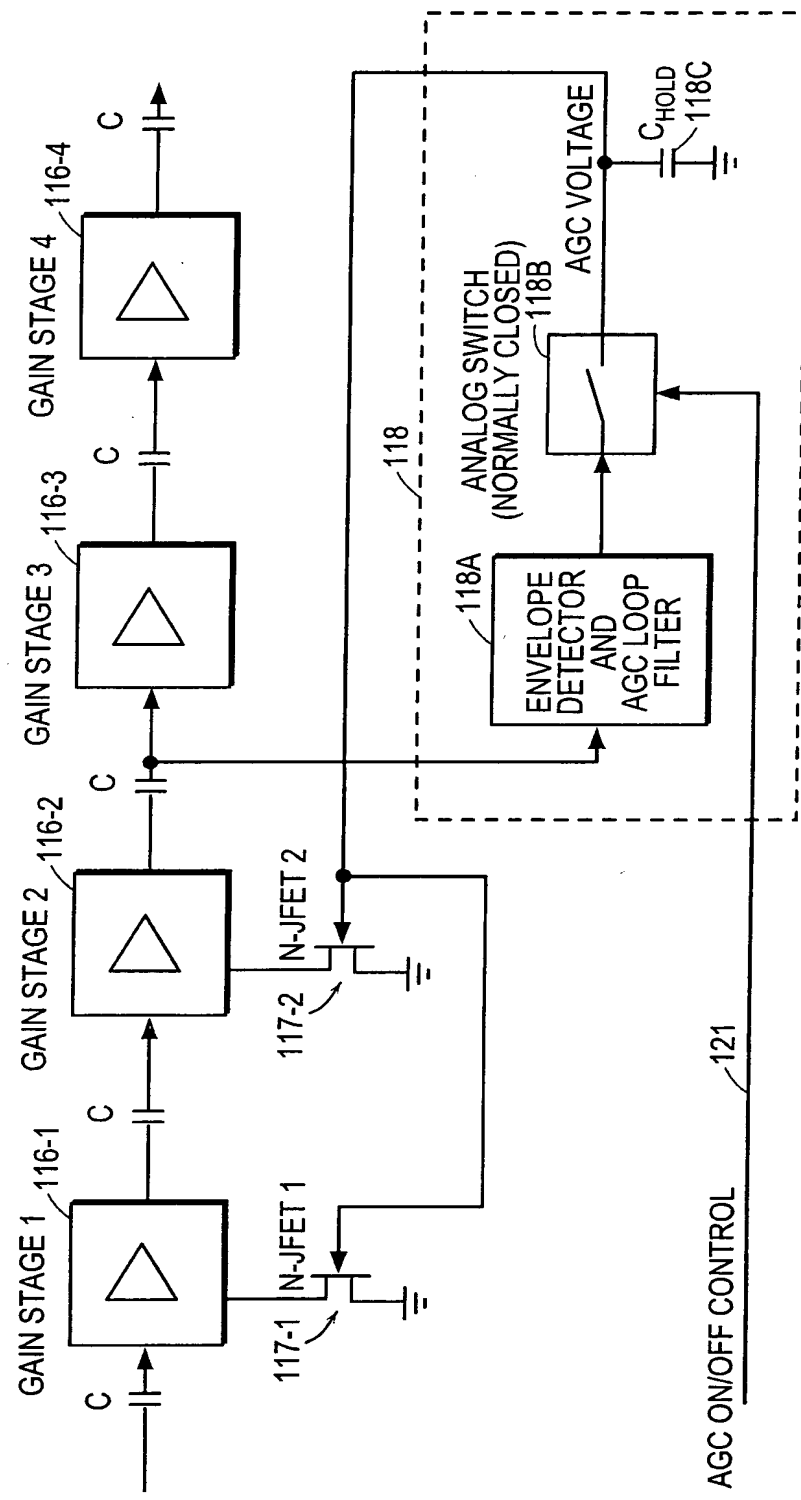 GAIN STAGE 1
116-1
C
C
N-JFET 1
117-1
GAIN STAGE 2
116-2
C
N-JFET 2
117-2
GAIN STAGE 3
116-3
C
GAIN STAGE 4
116-4
C
118
118A
ENVELOPE
DETECTOR
AND
AGC LOOP
FILTER
ANALOG SWITCH
(NORMALLY CLOSED)
118B
AGC VOLTAGE
CHOLD
118C
AGC ON/OFF CONTROL
121